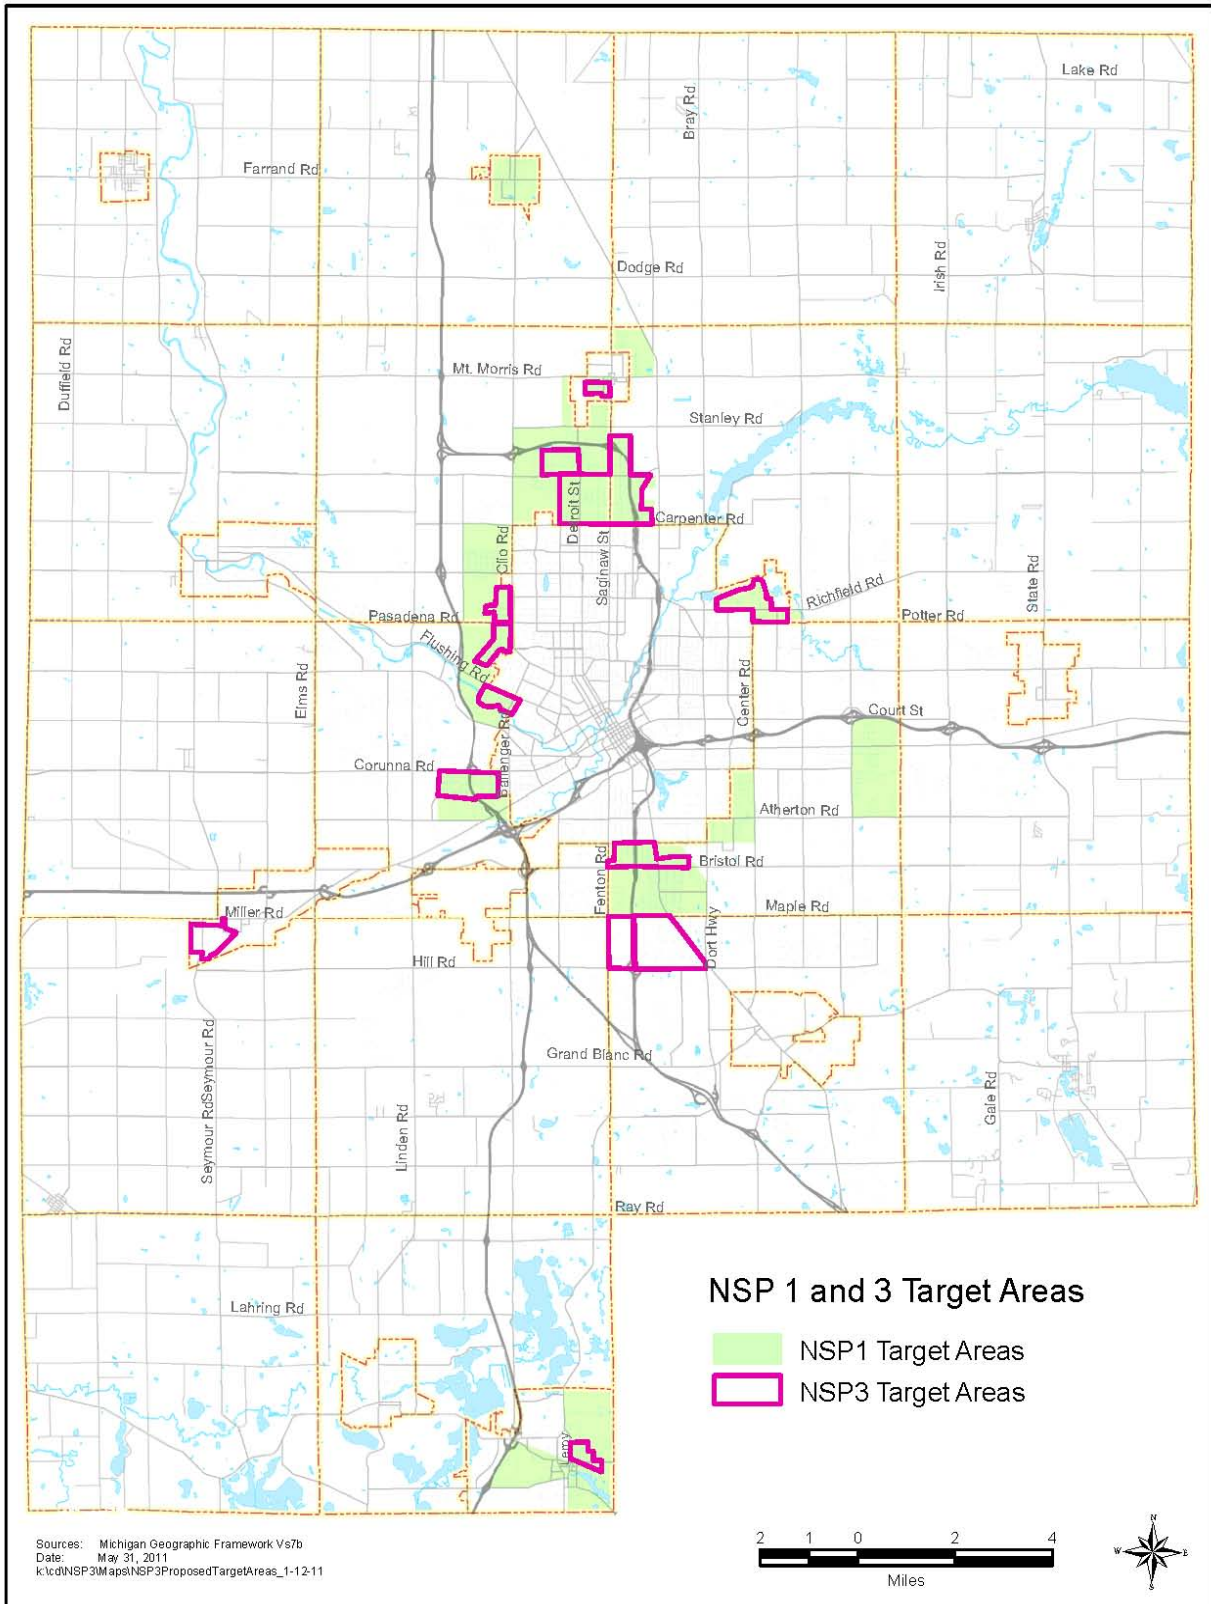 Lake Rd
Bray Rd
Farrand Rd
Irish Rd
Dodge Rd
Duffield Rd
Mt. Morris Rd
Stanley Rd
Detroit St
Carpenter Rd
Clio Rd
Saginaw St
State Rd
Richfield Rd
Pasadena Rd
Potter Rd
Flushing Rd
Elms Rd
Center Rd
Court St
Ballenger Rd
Corunna Rd
Atherton Rd
Fenton Rd
Bristol Rd
Miller Rd
Maple Rd
Dort Hwy
Hill Rd
Seymour RdSeymour Rd
Grand Blanc Rd
Gale Rd
Linden Rd
Ray Rd
Lahring Rd
Leroy
NSP 1 and 3 Target Areas
NSP1 Target Areas
NSP3 Target Areas
Sources: Michigan Geographic Framework Vs7b
Date: May 31, 2011
k:\cd\NSP3\Maps\NSP3ProposedTargetAreas_1-12-11
2 1 0 2 4
Miles
N
W E
S